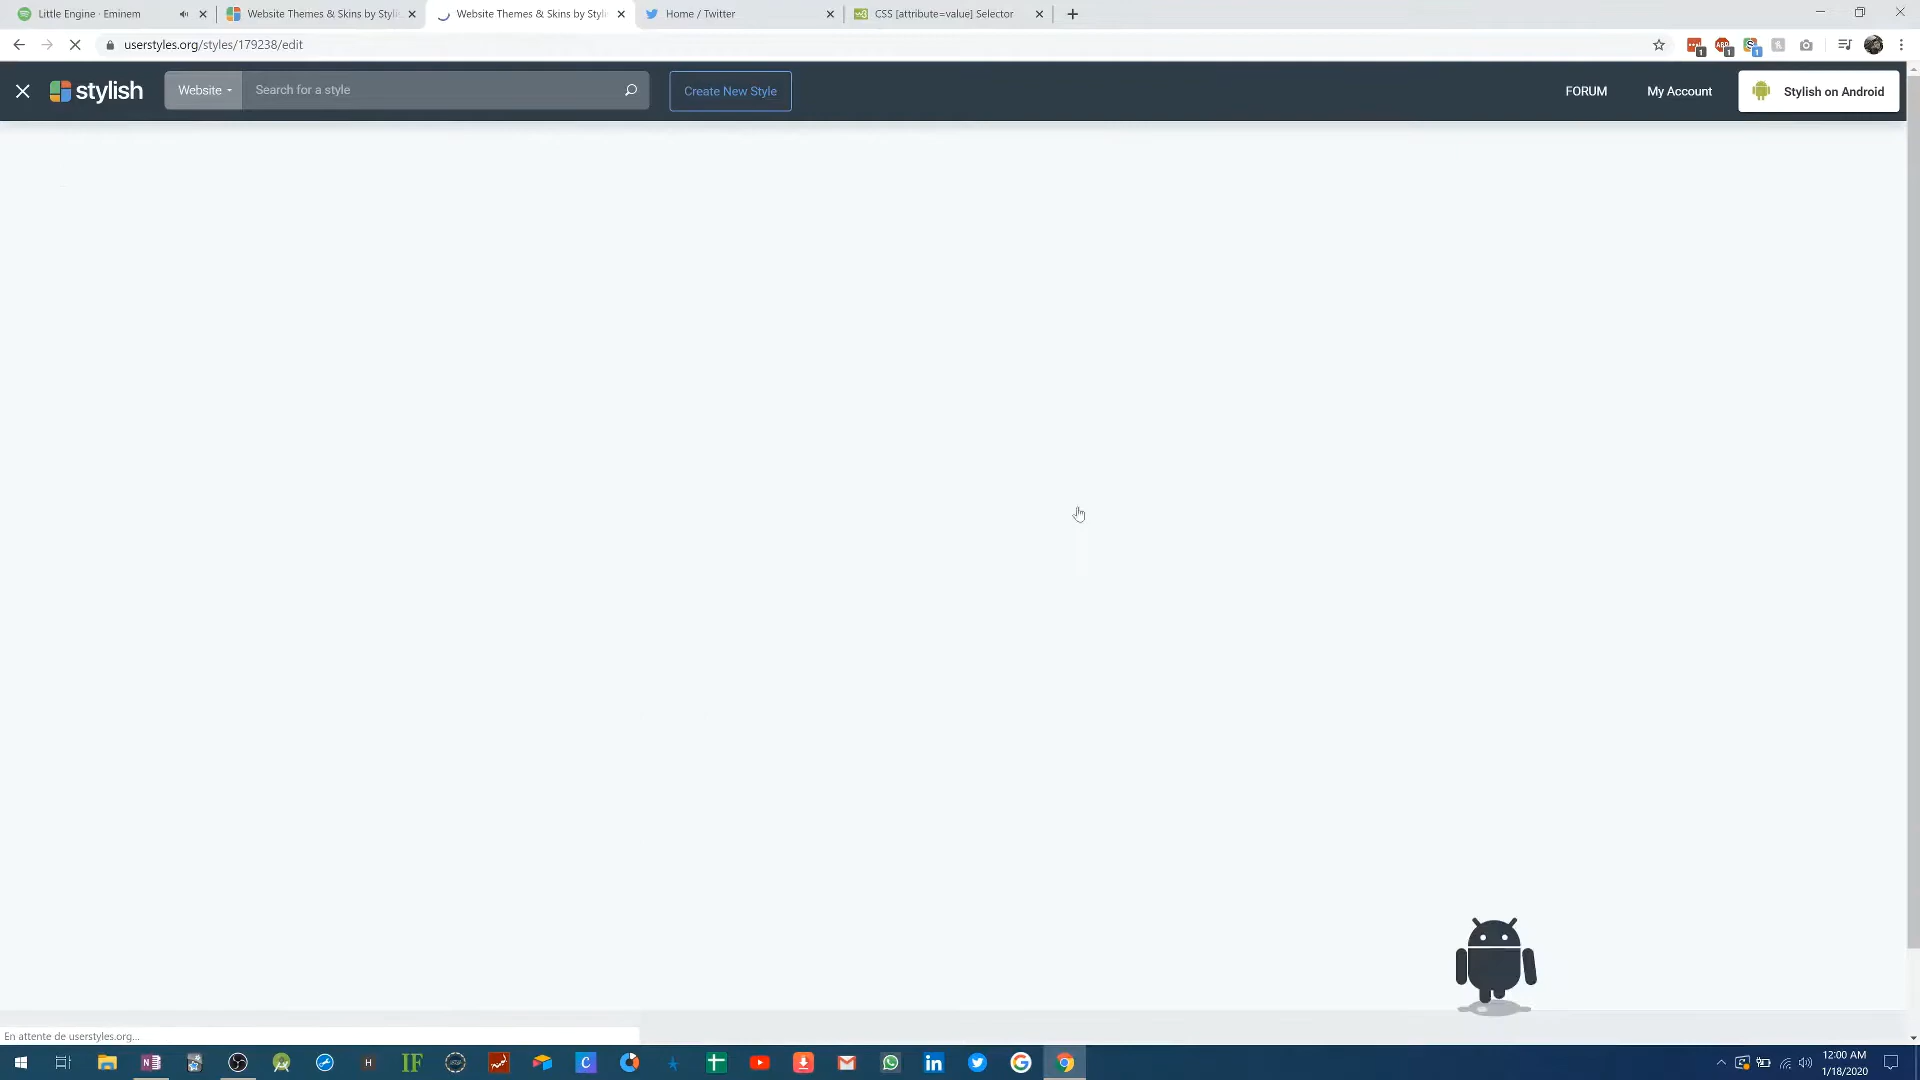 Little Engine · Eminem
Website Themes & Skins by Styli
Website Themes & Skins by Styli
Home / Twitter
CSS [attribute=value] Selector
userstyles.org/styles/179238/edit
stylish
Website
Search for a style
Create New Style
FORUM
My Account
Stylish on Android
En attente de userstyles.org...
12:00 AM
1/18/2020